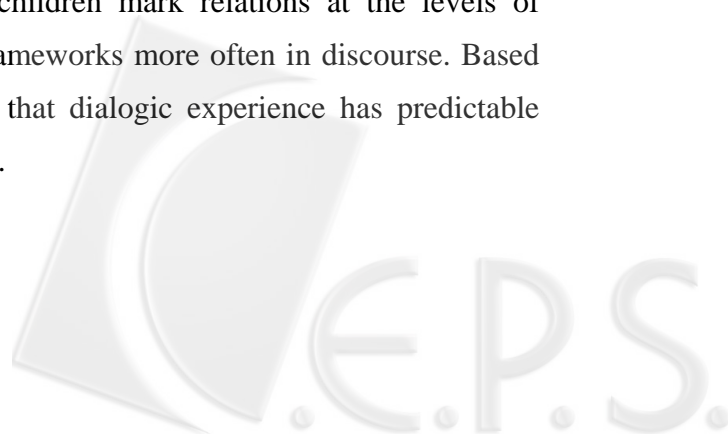 children mark relations at the levels of
ameworks more often in discourse. Based
that dialogic experience has predictable
.
C.E.P.S.